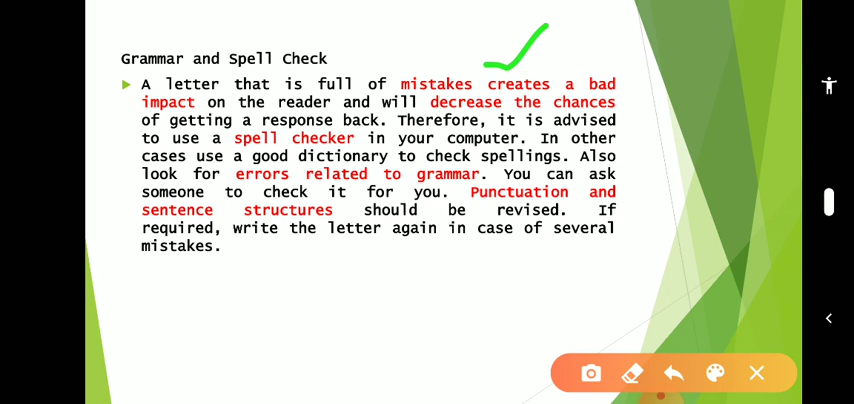 Grammar and Spell Check
A letter that is full of mistakes creates a bad
impact on the reader and will decrease the chances
of getting a response back. Therefore, it is advised
to use a spell checker in your computer. In other
cases use a good dictionary to check spellings. Also
look for errors related to grammar. You can ask
someone to check it for you. Punctuation and
sentence structures should be revised. If
required, write the letter again in case of several
mistakes.